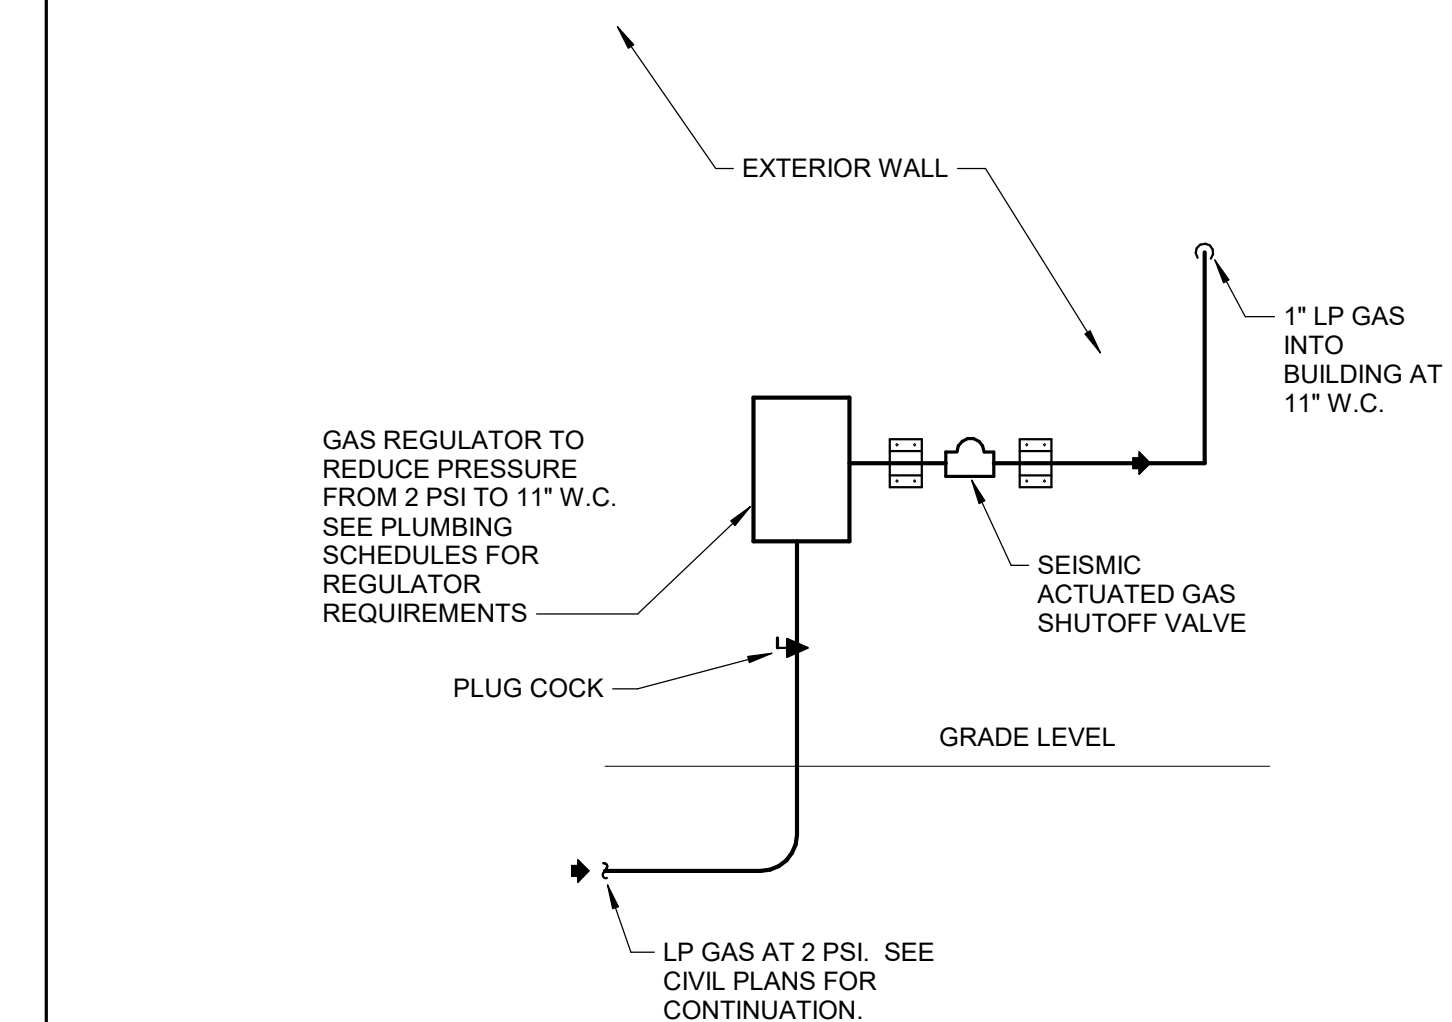 EXTERIOR WALL
1" LP GAS
INTO
BUILDING AT
11" W.C.
GAS REGULATOR TO
REDUCE PRESSURE
FROM 2 PSI TO 11" W.C.
SEE PLUMBING
SCHEDULES FOR
REGULATOR
REQUIREMENTS
SEISMIC
ACTUATED GAS
SHUTOFF VALVE
PLUG COCK
GRADE LEVEL
LP GAS AT 2 PSI.  SEE
CIVIL PLANS FOR
CONTINUATION.